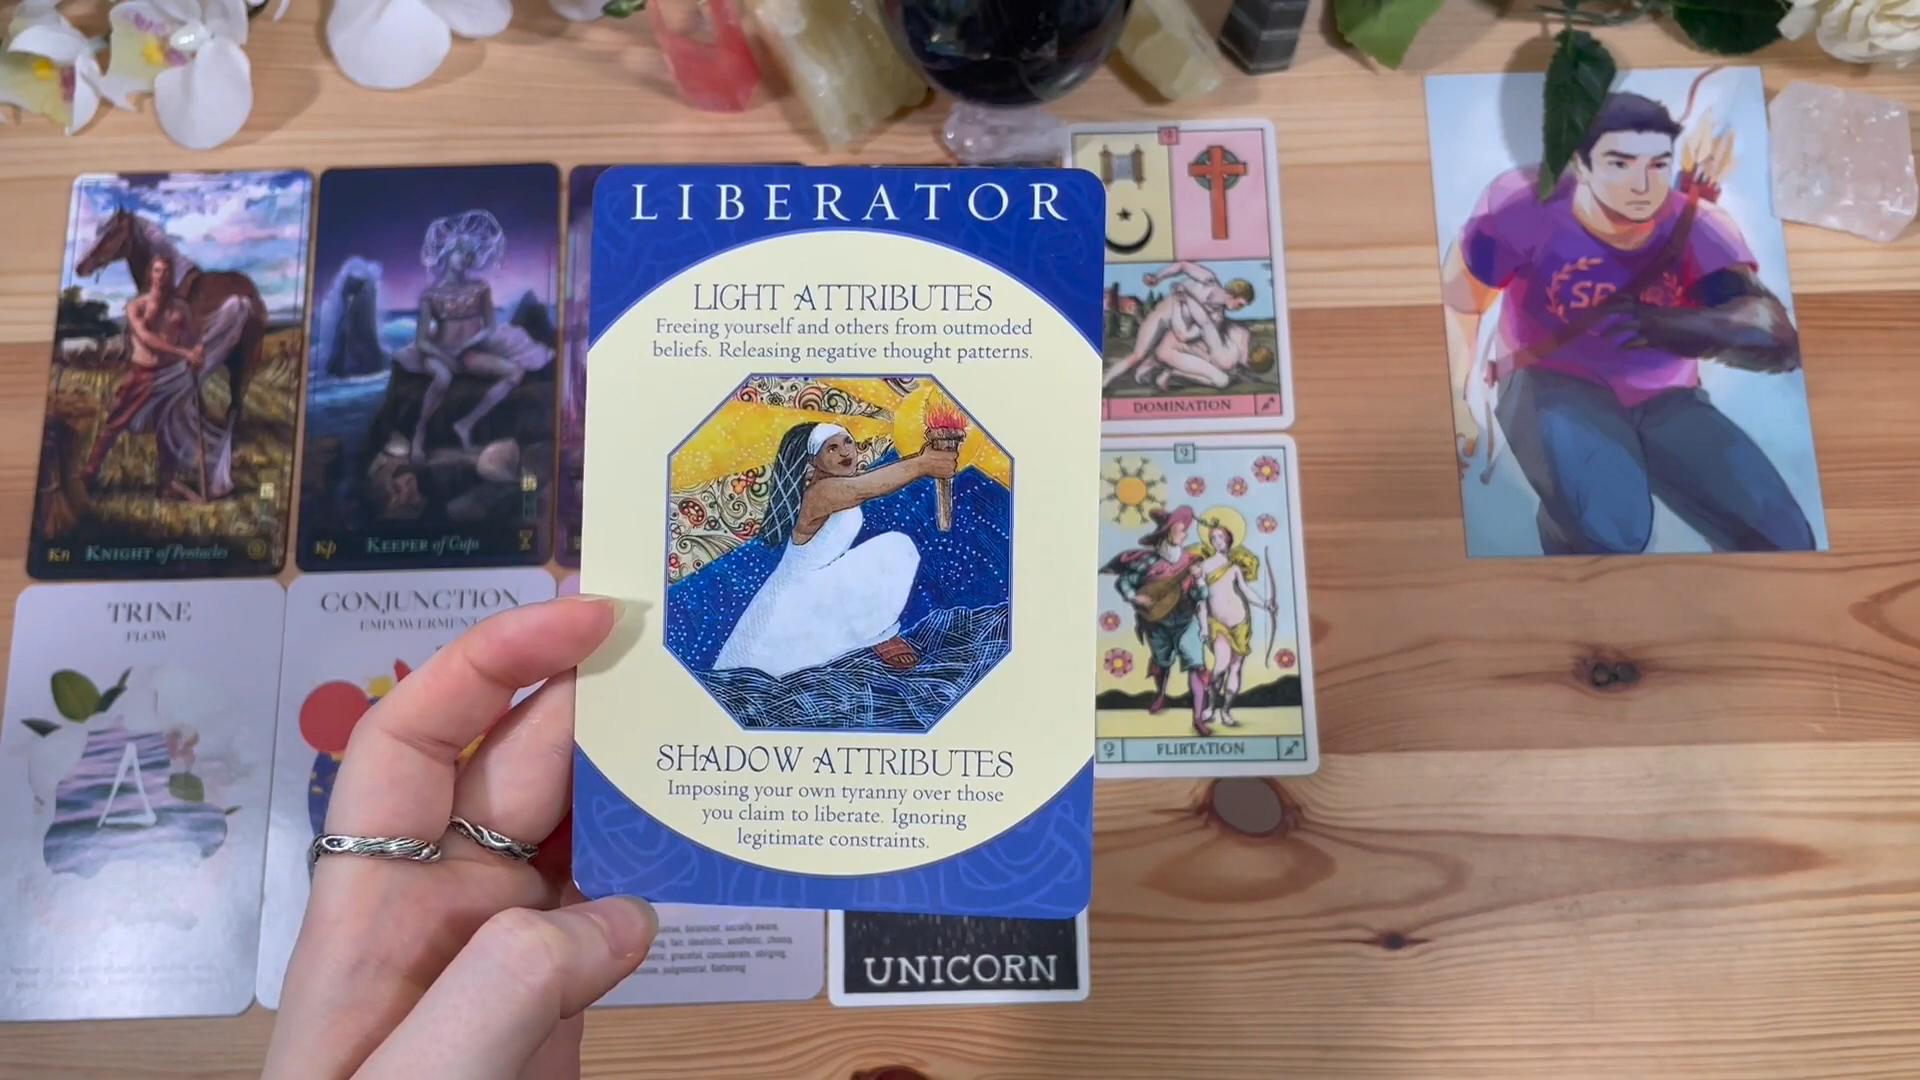 LIBERATOR
LIGHT ATTRIBUTES
Freeing yourself and others from outmoded
beliefs. Releasing negative thought patterns.
SHADOW ATTRIBUTES
Imposing your own tyranny over those
you claim to liberate. Ignoring
legitimate constraints.
Kn KNIGHT of Pentacles
Kp KEEPER of Cups
TRINE
FLOW
CONJUNCTION
EMPOWERMENT
DOMINATION
FLIRTATION
UNICORN